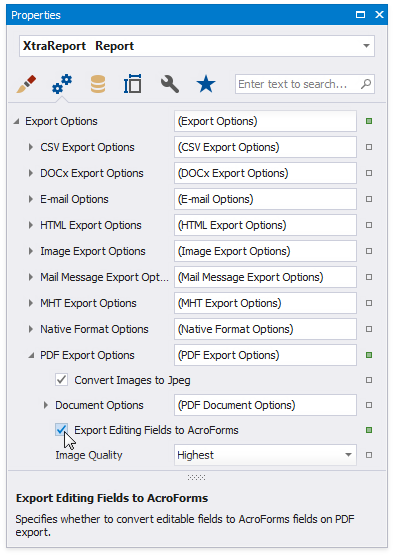 Properties
XtraReport Report
Enter text to search...
Export Options (Export Options)
CSV Export Options (CSV Export Options)
DOCx Export Options (DOCx Export Options)
E-mail Options (E-mail Options)
HTML Export Options (HTML Export Options)
Image Export Options (Image Export Options)
Mail Message Export Opt... (Mail Message Export Options)
MHT Export Options (MHT Export Options)
Native Format Options (Native Format Options)
PDF Export Options (PDF Export Options)
Convert Images to Jpeg
Document Options (PDF Document Options)
Export Editing Fields to AcroForms
Image Quality Highest
Export Editing Fields to AcroForms
Specifies whether to convert editable fields to AcroForms fields on PDF
export.